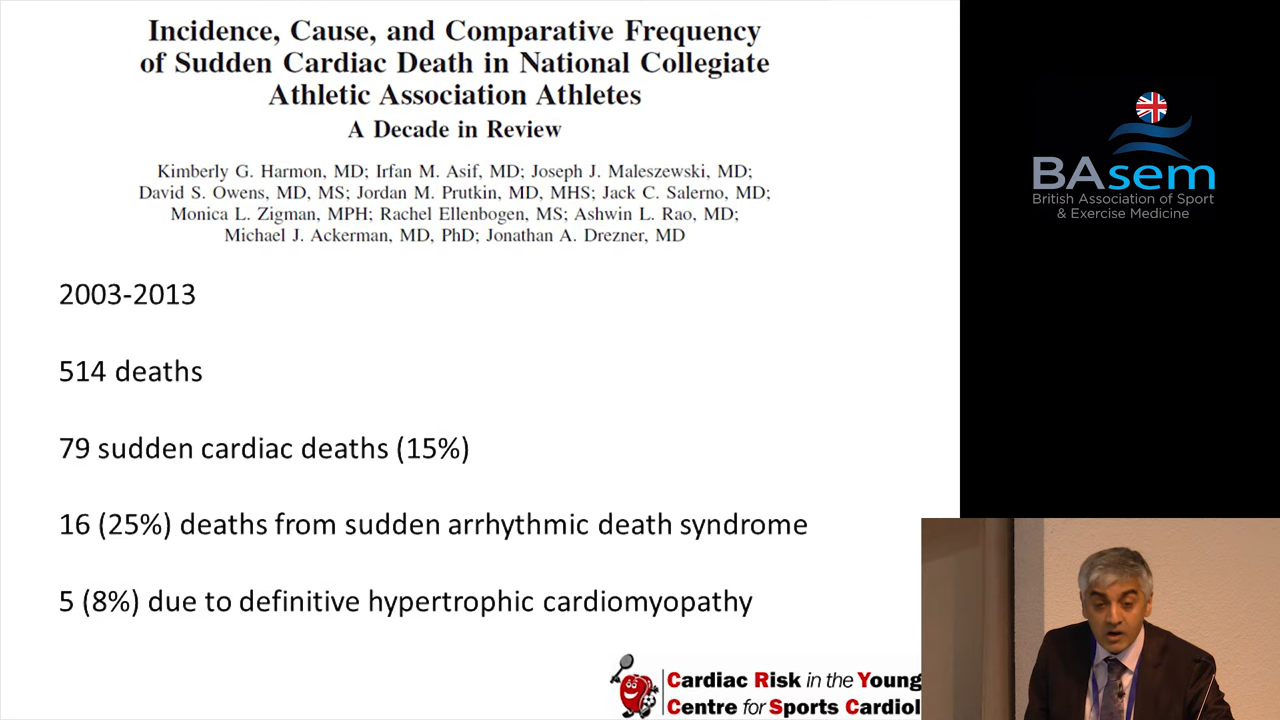 Incidence, Cause, and Comparative Frequency
of Sudden Cardiac Death in National Collegiate
Athletic Association Athletes
A Decade in Review
Kimberly G. Harmon, MD; Irfan M. Asif, MD; Joseph J. Maleszewski, MD;
David S. Owens, MD, MS; Jordan M. Prutkin, MD, MHS; Jack C. Salerno, MD;
Monica L. Zigman, MPH; Rachel Ellenbogen, MS; Ashwin L. Rao, MD;
Michael J. Ackerman, MD, PhD; Jonathan A. Drezner, MD
2003-2013
514 deaths
79 sudden cardiac deaths (15%)
16 (25%) deaths from sudden arrhythmic death syndrome
5 (8%) due to definitive hypertrophic cardiomyopathy
Cardiac Risk in the Young
Centre for Sports Cardiol
BAsem
British Association of Sport
& Exercise Medicine